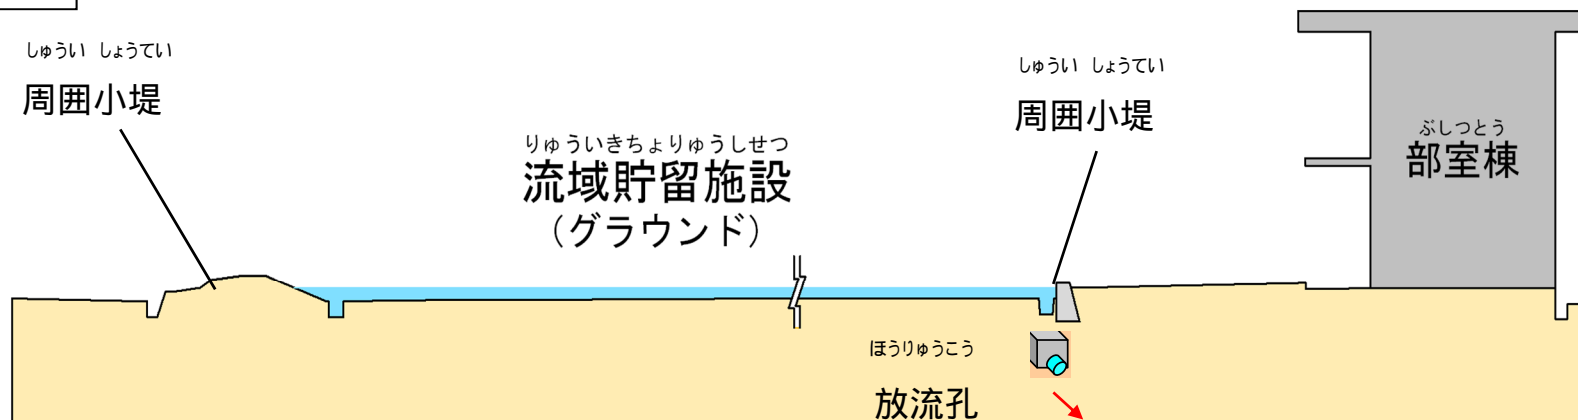 しゅうい しょうてい
周囲小堤
りゅういきちょりゅうしせつ
流域貯留施設
（グラウンド）
しゅうい しょうてい
周囲小堤
ぶしつとう
部室棟
ほうりゅうこう
放流孔